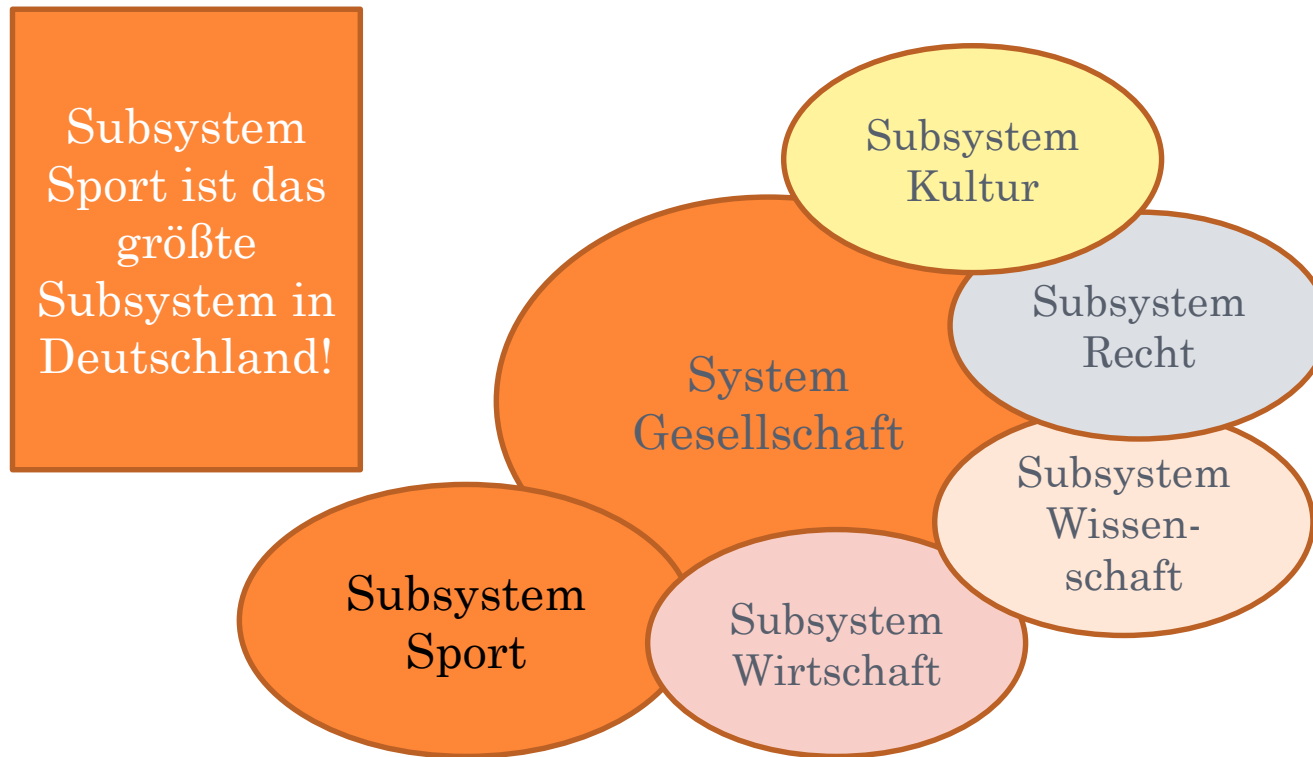 Subsystem
Sport ist das
größte
Subsystem in
Deutschland!
Subsystem
Kultur
Subsystem
Recht
System
Gesellschaft
Subsystem
Wissen-
schaft
Subsystem
Sport
Subsystem
Wirtschaft